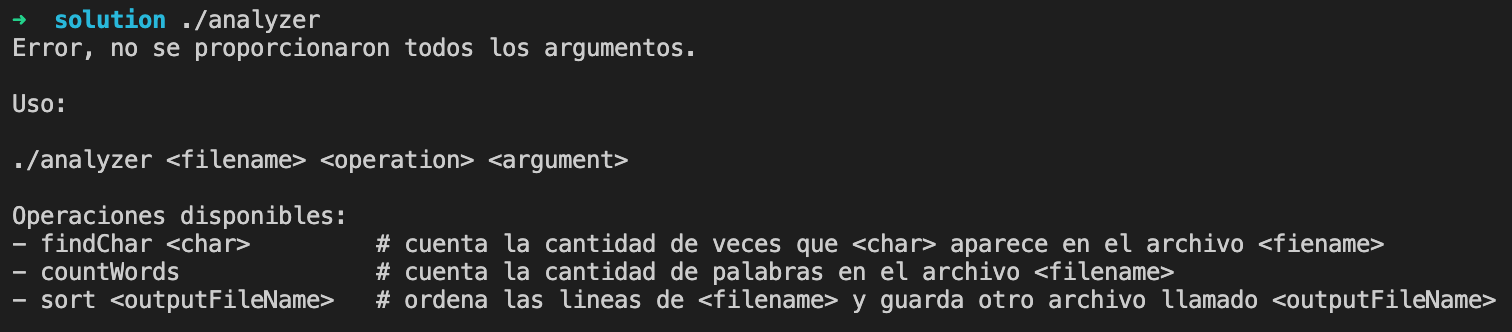 ➜  solution ./analyzer
Error, no se proporcionaron todos los argumentos.
Uso:
./analyzer <filename> <operation> <argument>
Operaciones disponibles:
– findChar <char>         # cuenta la cantidad de veces que <char> aparece en el archivo <fiename>
– countWords              # cuenta la cantidad de palabras en el archivo <filename>
– sort <outputFileName>   # ordena las lineas de <filename> y guarda otro archivo llamado <outputFileName>